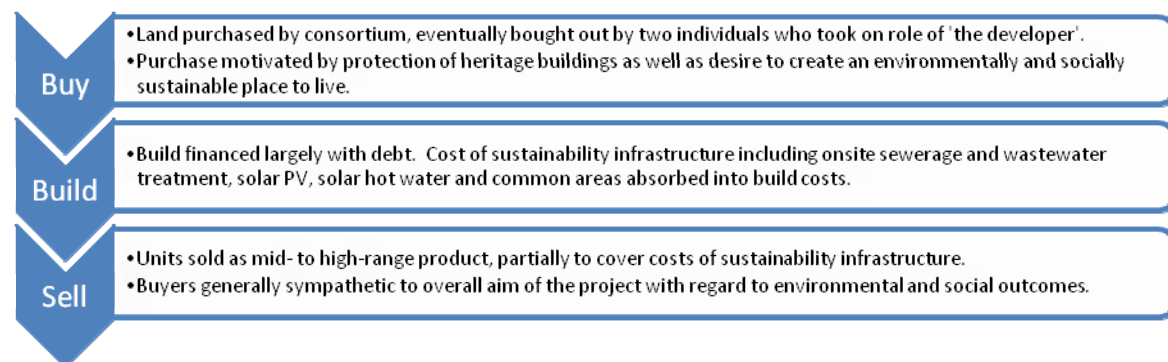 Buy
•Land purchased by consortium, eventually bought out by two individuals who took on role of 'the developer'.
•Purchase motivated by protection of heritage buildings as well as desire to create an environmentally and socially
sustainable place to live.
Build
•Build financed largely with debt. Cost of sustainability infrastructure including onsite sewerage and wastewater
treatment, solar PV, solar hot water and common areas absorbed into build costs.
Sell
•Units sold as mid- to high-range product, partially to cover costs of sustainability infrastructure.
•Buyers generally sympathetic to overall aim of the project with regard to environmental and social outcomes.